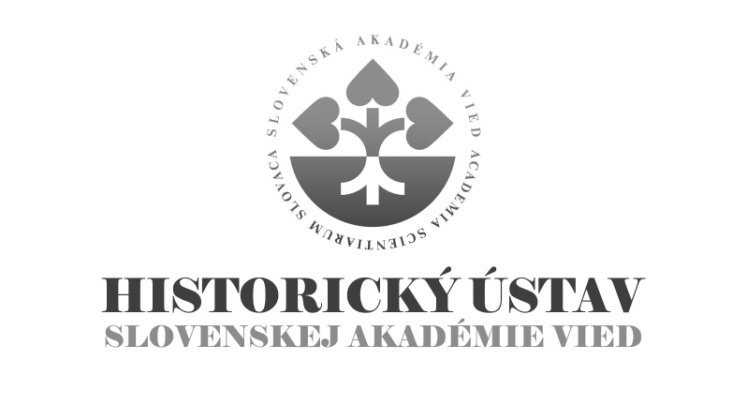 SLOVENSKÁ AKADÉMIA VIED
ACADEMIA SCIENTIARUM SLOVACA
HISTORICKÝ ÚSTAV
SLOVENSKEJ AKADÉMIE VIED